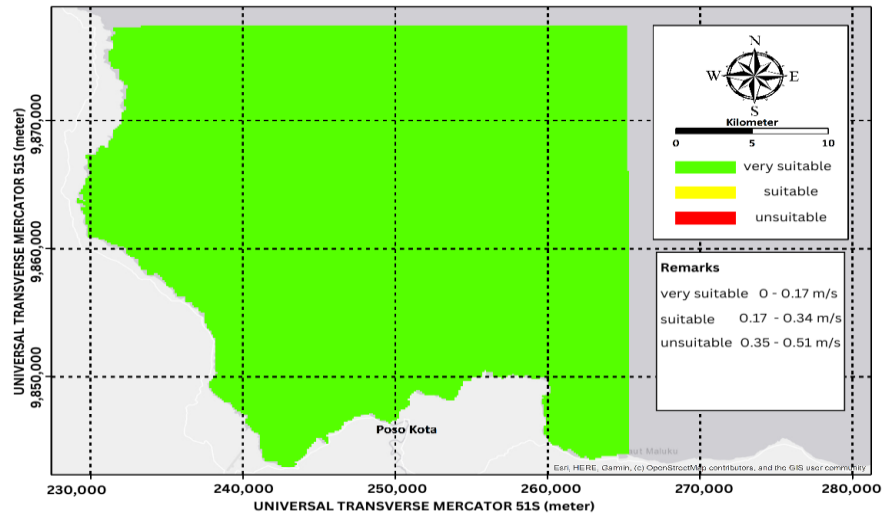 N
W E
S
Kilometer
0 5 10
very suitable
suitable
unsuitable
Remarks
very suitable 0 - 0.17 m/s
suitable 0.17 - 0.34 m/s
unsuitable 0.35 - 0.51 m/s
UNIVERSAL TRANSVERSE MERCATOR 51S (meter)
9,870,000
9,860,000
9,850,000
Poso Kota
Maluku
Esri, HERE, Garmin, (c) OpenStreetMap contributors, and the GIS user community
230,000 240,000 250,000 260,000 270,000 280,000
UNIVERSAL TRANSVERSE MERCATOR 51S (meter)